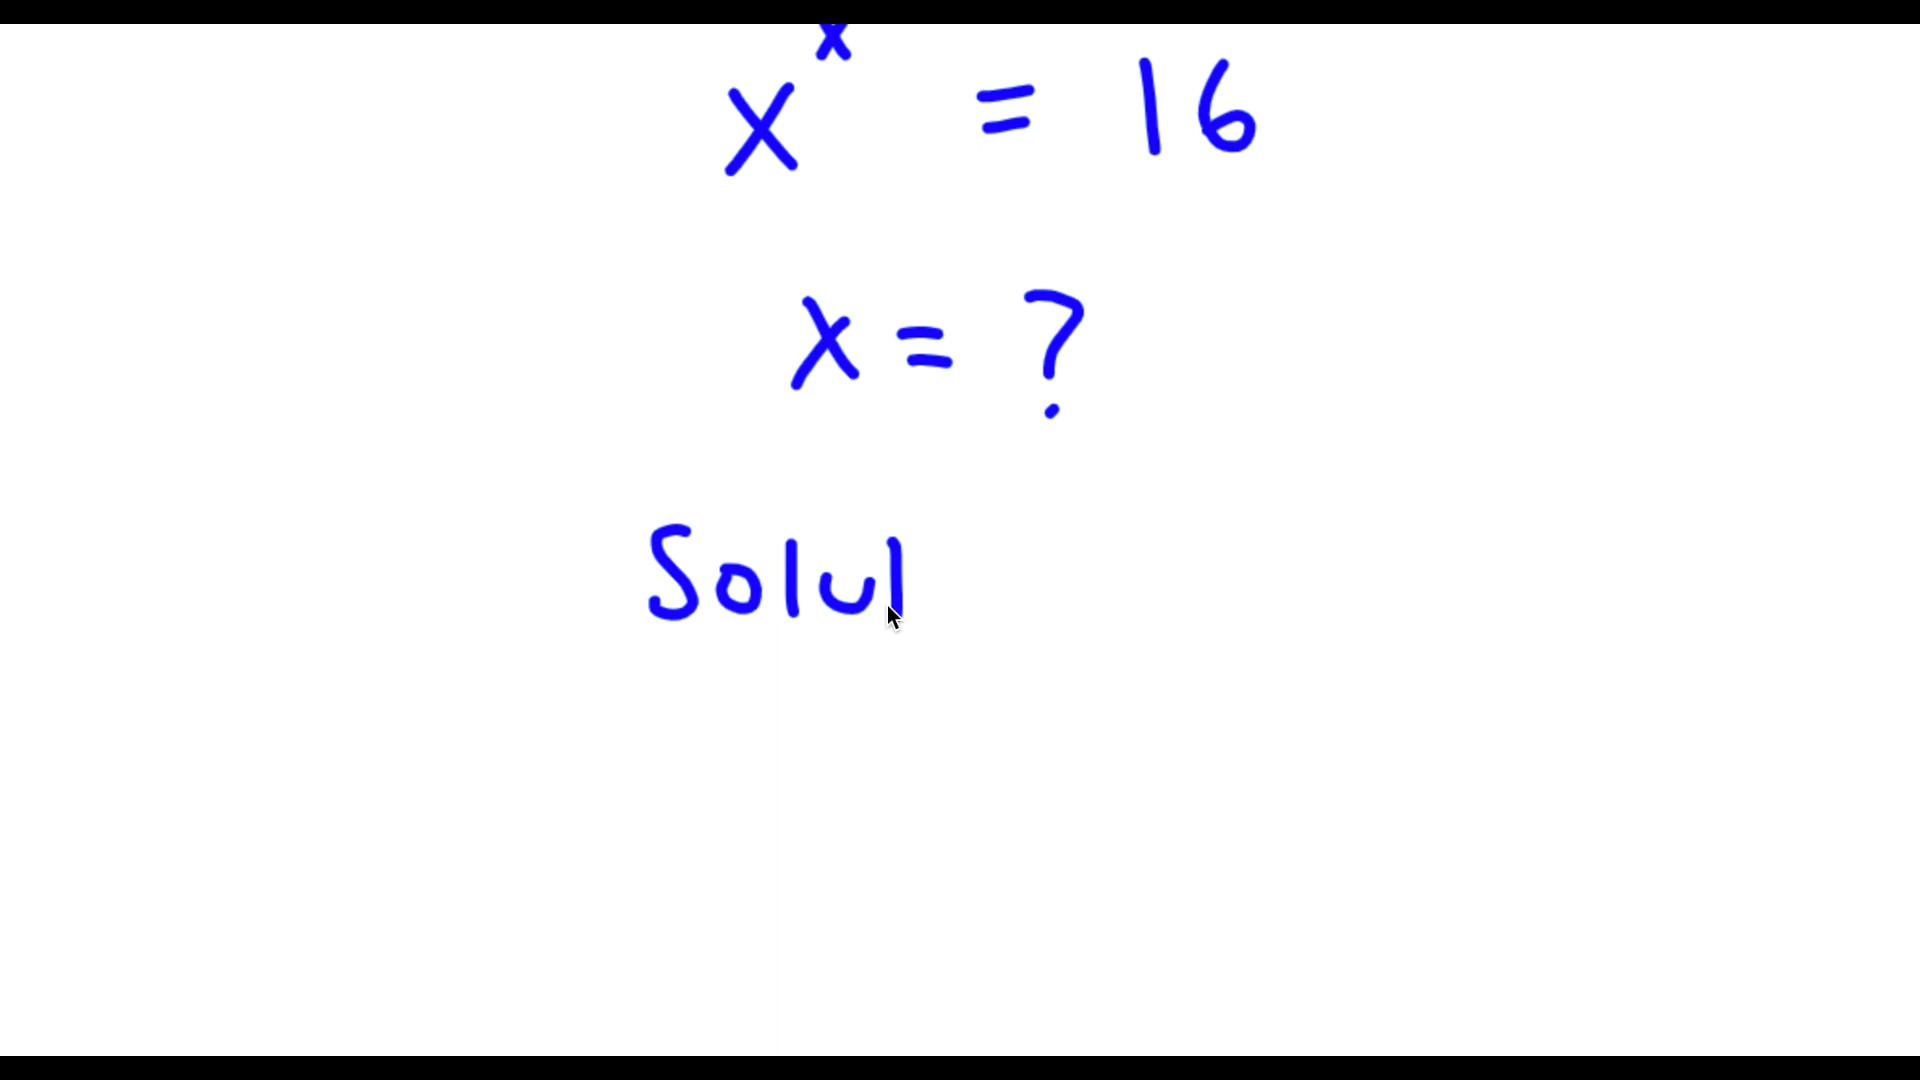 x^x = 16
x = ?
Solul